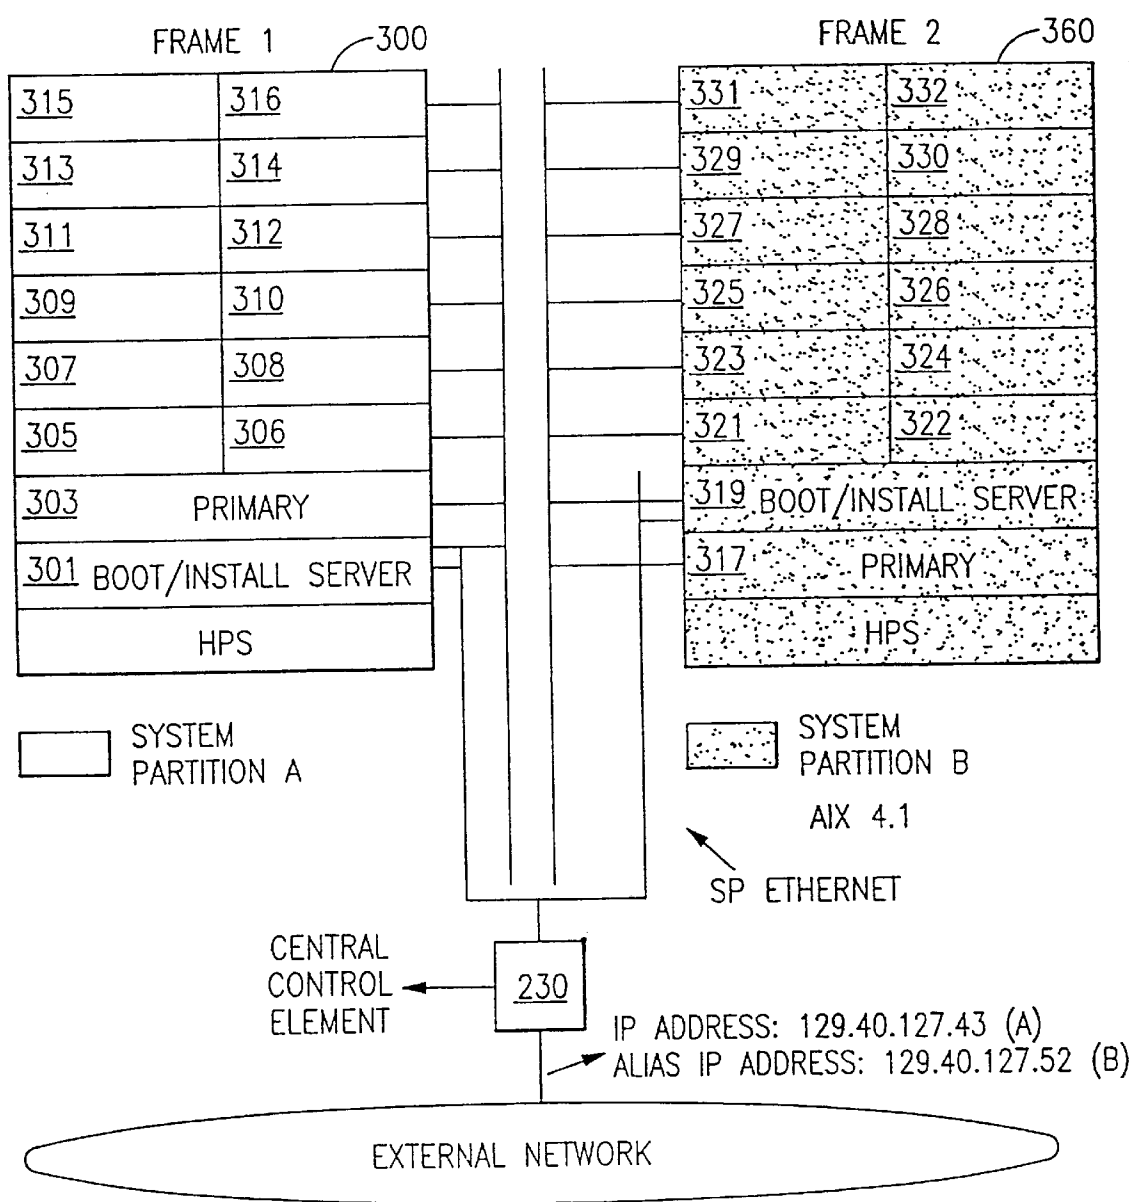 FRAME 1
300
FRAME 2
360
315
316
313
314
311
312
309
310
307
308
305
306
303 PRIMARY
301 BOOT/INSTALL SERVER
HPS
331
332
329
330
327
328
325
326
323
324
321
322
319 BOOT/INSTALL SERVER
317 PRIMARY
HPS
SYSTEM
PARTITION A
SYSTEM
PARTITION B
AIX 4.1
SP ETHERNET
CENTRAL
CONTROL
ELEMENT
230
IP ADDRESS: 129.40.127.43 (A)
ALIAS IP ADDRESS: 129.40.127.52 (B)
EXTERNAL NETWORK